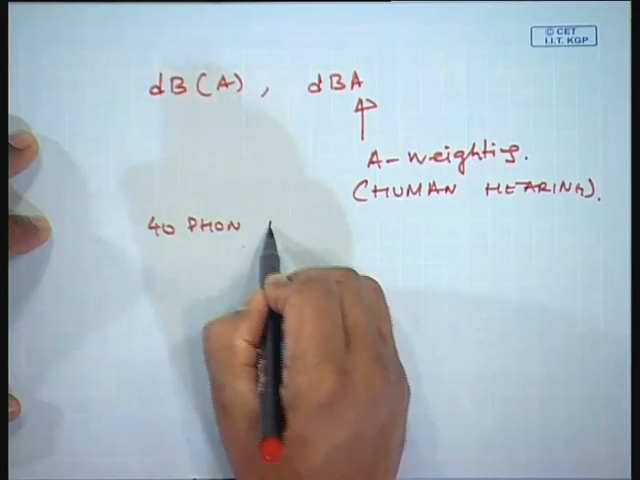 © CET
I.I.T. KGP
dB(A), dBA
A-weighting.
(HUMAN HEARING).
40 PHON